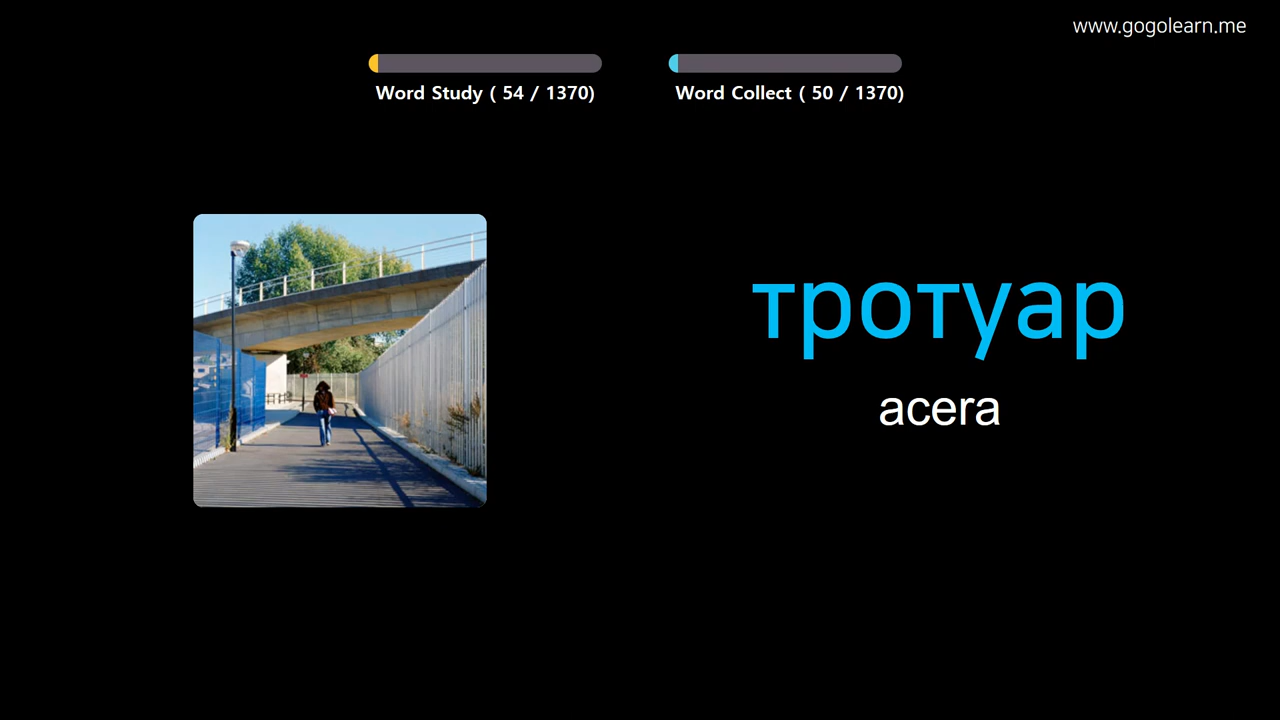 www.gogolearn.me
Word Study ( 54 / 1370)
Word Collect ( 50 / 1370)
тротуар
acera